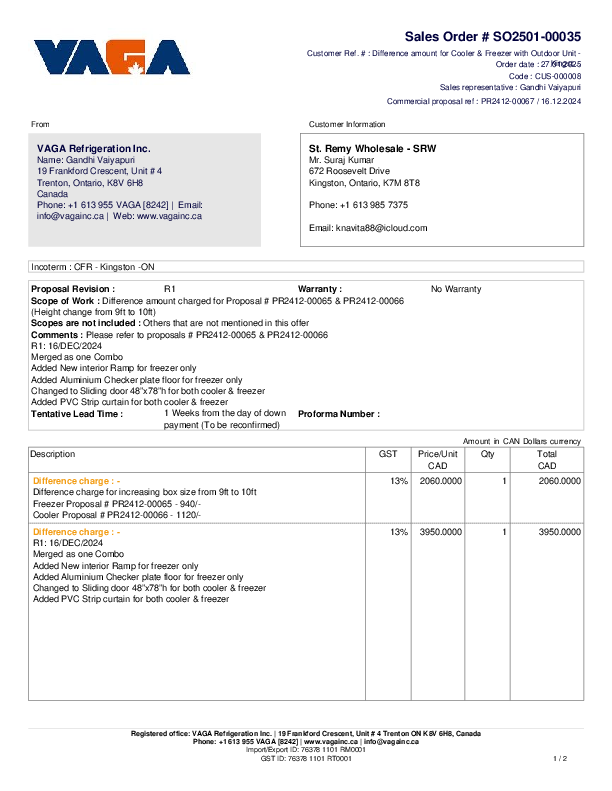 VAGA
Sales Order # SO2501-00035
Customer Ref. # : Difference amount for Cooler & Freezer with Outdoor Unit -
Order date : 27
Code : CUS-000008
Sales representative : Gandhi Vaiyapuri
Commercial proposal ref : PR2412-00067 / 16.12.2024
From
Customer Information
VAGA Refrigeration Inc.
Name: Gandhi Vaiyapuri
19 Frankford Crescent, Unit # 4
Trenton, Ontario, K8V 6H8
Canada
Phone: +1 613 955 VAGA [8242] | Email:
info@vagainc.ca | Web: www.vagainc.ca
St. Remy Wholesale - SRW
Mr. Suraj Kumar
672 Roosevelt Drive
Kingston, Ontario, K7M 8T8
Phone: +1 613 985 7375
Email: knavita88@icloud.com
Incoterm : CFR - Kingston -ON
Proposal Revision : R1 Warranty : No Warranty
Scope of Work : Difference amount charged for Proposal # PR2412-00065 & PR2412-00066
(Height change from 9ft to 10ft)
Scopes are not included : Others that are not mentioned in this offer
Comments : Please refer to proposals # PR2412-00065 & PR2412-00066
R1: 16/DEC/2024
Merged as one Combo
Added New interior Ramp for freezer only
Added Aluminium Checker plate floor for freezer only
Changed to Sliding door 48"x78"h for both cooler & freezer
Added PVC Strip curtain for both cooler & freezer
Tentative Lead Time : 1 Weeks from the day of down Proforma Number :
payment (To be reconfirmed)
Amount in CAN Dollars currency
Description GST Price/Unit Qty Total
CAD CAD
Difference charge : - 13% 2060.0000 1 2060.0000
Difference charge for increasing box size from 9ft to 10ft
Freezer Proposal # PR2412-00065 - 940/-
Cooler Proposal # PR2412-00066 - 1120/-
Difference charge : - 13% 3950.0000 1 3950.0000
R1: 16/DEC/2024
Merged as one Combo
Added New interior Ramp for freezer only
Added Aluminium Checker plate floor for freezer only
Changed to Sliding door 48"x78"h for both cooler & freezer
Added PVC Strip curtain for both cooler & freezer
Registered office: VAGA Refrigeration Inc. | 19 Frankford Crescent, Unit # 4 Trenton ON K8V 6H8, Canada
Phone: +1 613 955 VAGA [8242] | www.vagainc.ca | info@vagainc.ca
Import/Export ID: 76378 1101 RM0001
GST ID: 76378 1101 RT0001 1 / 2